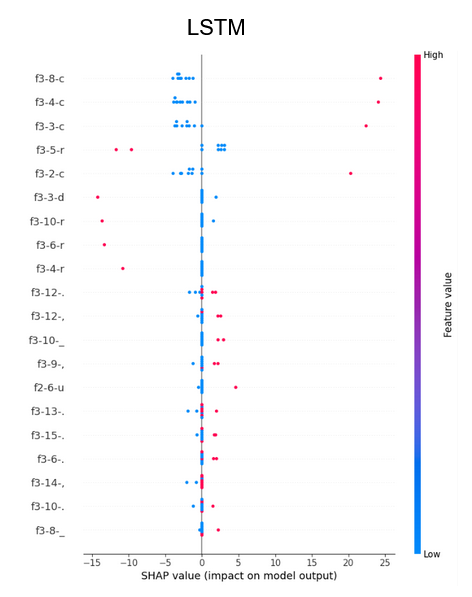 LSTM
High
f3-8-c
f3-4-c
f3-3-c
f3-5-r
f3-2-c
f3-3-d
f3-10-r
f3-6-r
f3-4-r
f3-12-.
f3-12-,
f3-10-_
f3-9-,
f2-6-u
f3-13-.
f3-15-.
f3-6-.
f3-14-,
f3-10-.
f3-8-_
Feature value
Low
−15 −10 −5 0 5 10 15 20 25
SHAP value (impact on model output)